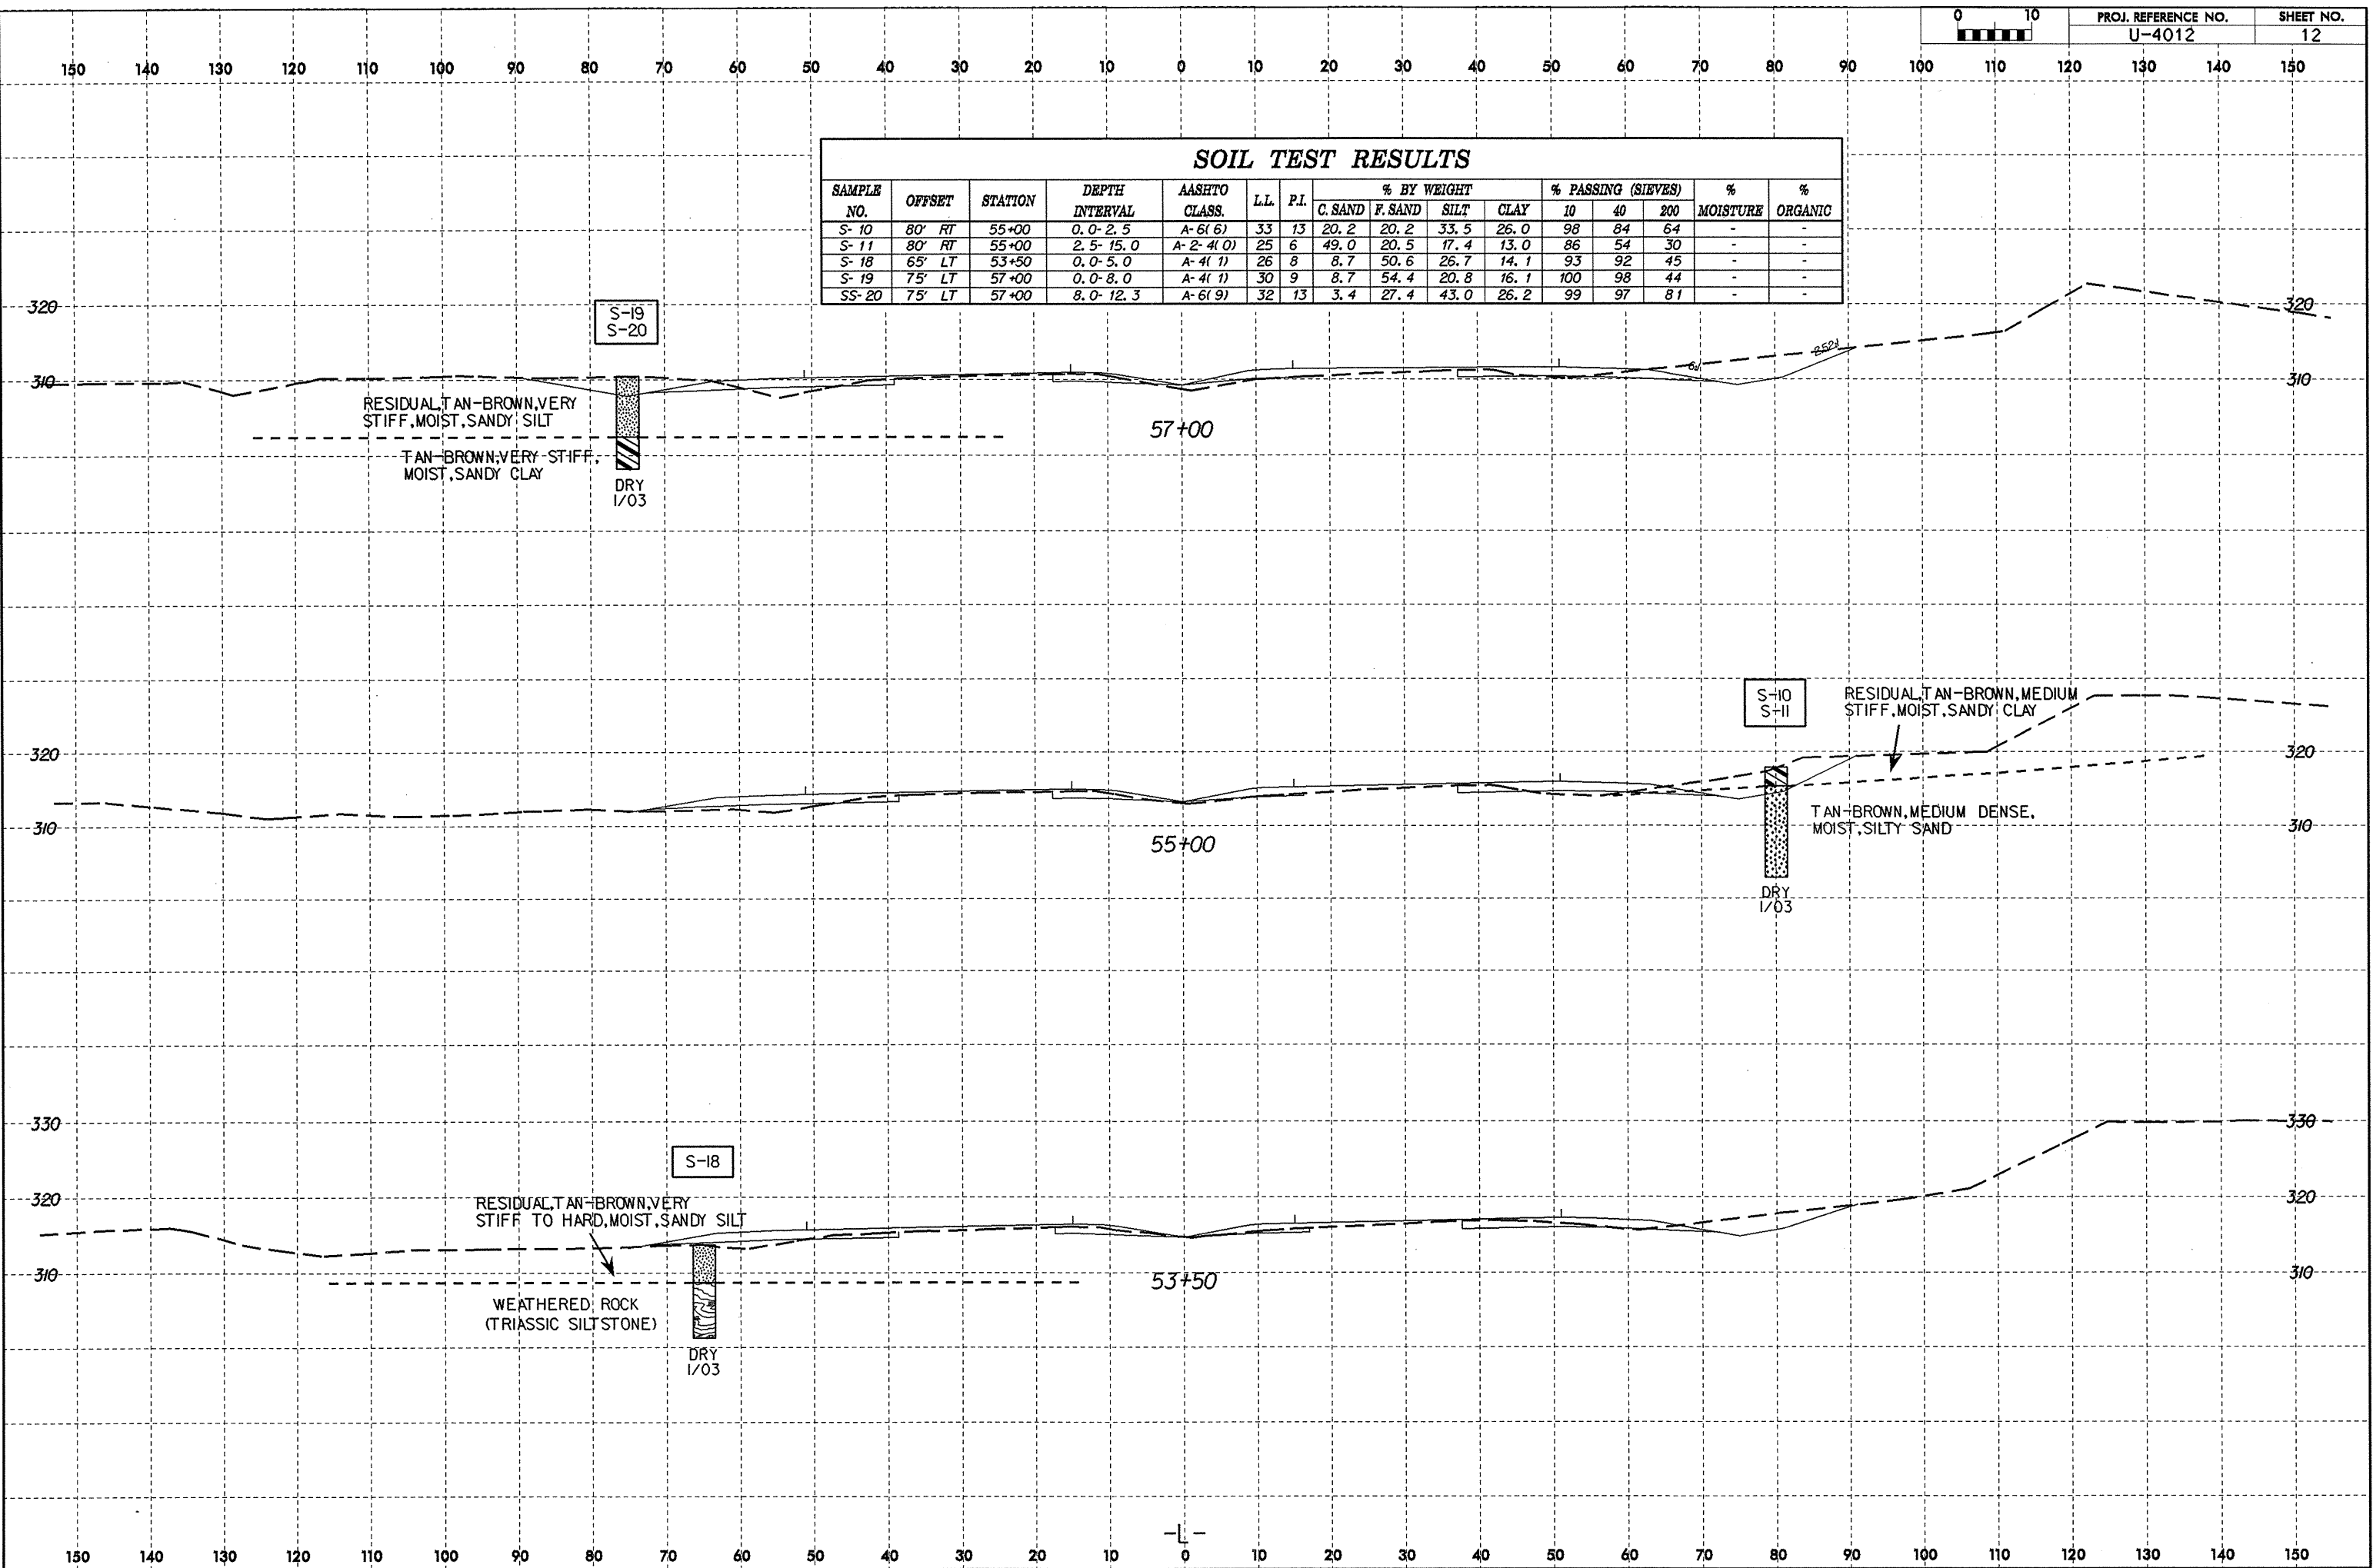 0 10
PROJ. REFERENCE NO. SHEET NO.
U-4012 12
150 140 130 120 110 100 90 80 70 60 50 40 30 20 10 0 10 20 30 40 50 60 70 80 90 100 110 120 130 140 150
SOIL TEST RESULTS
SAMPLE NO. OFFSET STATION DEPTH INTERVAL AASHTO CLASS. L.L. P.I. % BY WEIGHT % PASSING (SIEVES) % MOISTURE % ORGANIC
C. SAND F. SAND SILT CLAY 10 40 200
S-10 80' RT 55+00 0.0-2.5 A-6(6) 33 13 20.2 20.2 33.5 26.0 98 84 64 - -
S-11 80' RT 55+00 2.5-15.0 A-2-4(0) 25 6 49.0 20.5 17.4 13.0 86 54 30 - -
S-18 65' LT 53+50 0.0-5.0 A-4(1) 26 8 8.7 50.6 26.7 14.1 93 92 45 - -
S-19 75' LT 57+00 0.0-8.0 A-4(1) 30 9 8.7 54.4 20.8 16.1 100 98 44 - -
SS-20 75' LT 57+00 8.0-12.3 A-6(9) 32 13 3.4 27.4 43.0 26.2 99 97 81 - -
320 320
S-19
S-20
6:1
2.52:1
310 310
RESIDUAL,TAN-BROWN,VERY
STIFF,MOIST,SANDY SILT
57+00
TAN-BROWN,VERY STIFF,
MOIST,SANDY CLAY
DRY
1/03
S-10
S-11
RESIDUAL,TAN-BROWN,MEDIUM
STIFF,MOIST,SANDY CLAY
320 320
TAN-BROWN,MEDIUM DENSE,
MOIST,SILTY SAND
310 310
55+00
DRY
1/03
330 330
S-18
320 320
RESIDUAL,TAN-BROWN,VERY
STIFF TO HARD,MOIST,SANDY SILT
310 310
53+50
WEATHERED ROCK
(TRIASSIC SILTSTONE)
DRY
1/03
-L-
150 140 130 120 110 100 90 80 70 60 50 40 30 20 10 0 10 20 30 40 50 60 70 80 90 100 110 120 130 140 150